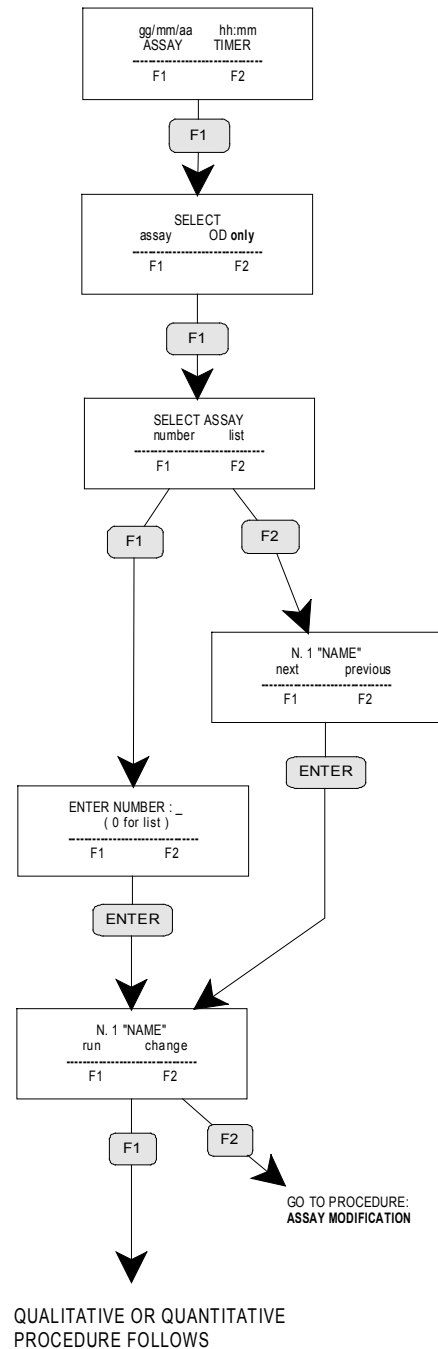 gg/mm/aa hh:mm
ASSAY TIMER
--------------------------------
F1 F2
F1
SELECT
assay OD only
--------------------------------
F1 F2
F1
SELECT ASSAY
number list
--------------------------------
F1 F2
F1
F2
N. 1 "NAME"
next previous
--------------------------------
F1 F2
ENTER
ENTER NUMBER : _
( 0 for list )
--------------------------------
F1 F2
ENTER
N. 1 "NAME"
run change
--------------------------------
F1 F2
F1
F2
GO TO PROCEDURE:
ASSAY MODIFICATION
QUALITATIVE OR QUANTITATIVE
PROCEDURE FOLLOWS